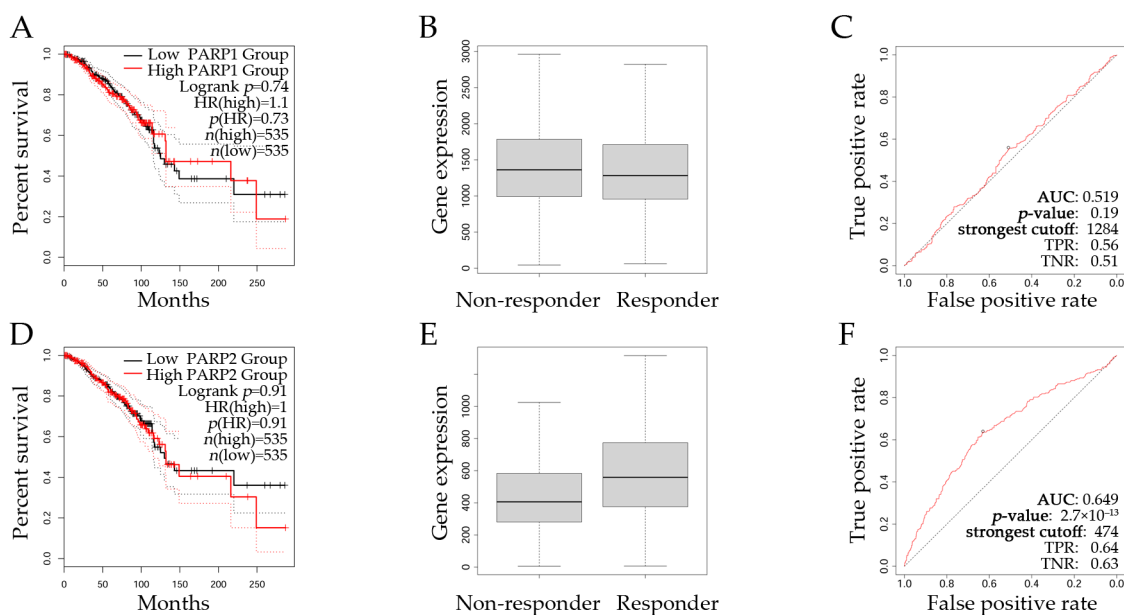 A
Percent survival
1.0
0.8
0.6
0.4
0.2
0.0
Low PARP1 Group
High PARP1 Group
Logrank p=0.74
HR(high)=1.1
p(HR)=0.73
n(high)=535
n(low)=535
0 50 100 150 200 250
Months
B
Gene expression
3000
2500
2000
1500
1000
500
0
Non-responder Responder
C
True positive rate
1.0
0.8
0.6
0.4
0.2
0.0
AUC: 0.519
p-value: 0.19
strongest cutoff: 1284
TPR: 0.56
TNR: 0.51
1.0 0.8 0.6 0.4 0.2 0.0
False positive rate
D
Percent survival
1.0
0.8
0.6
0.4
0.2
0.0
Low PARP2 Group
High PARP2 Group
Logrank p=0.91
HR(high)=1
p(HR)=0.91
n(high)=535
n(low)=535
0 50 100 150 200 250
Months
E
Gene expression
1200
1000
800
600
400
200
0
Non-responder Responder
F
True positive rate
1.0
0.8
0.6
0.4
0.2
0.0
AUC: 0.649
p-value: 2.7×10⁻¹³
strongest cutoff: 474
TPR: 0.64
TNR: 0.63
1.0 0.8 0.6 0.4 0.2 0.0
False positive rate